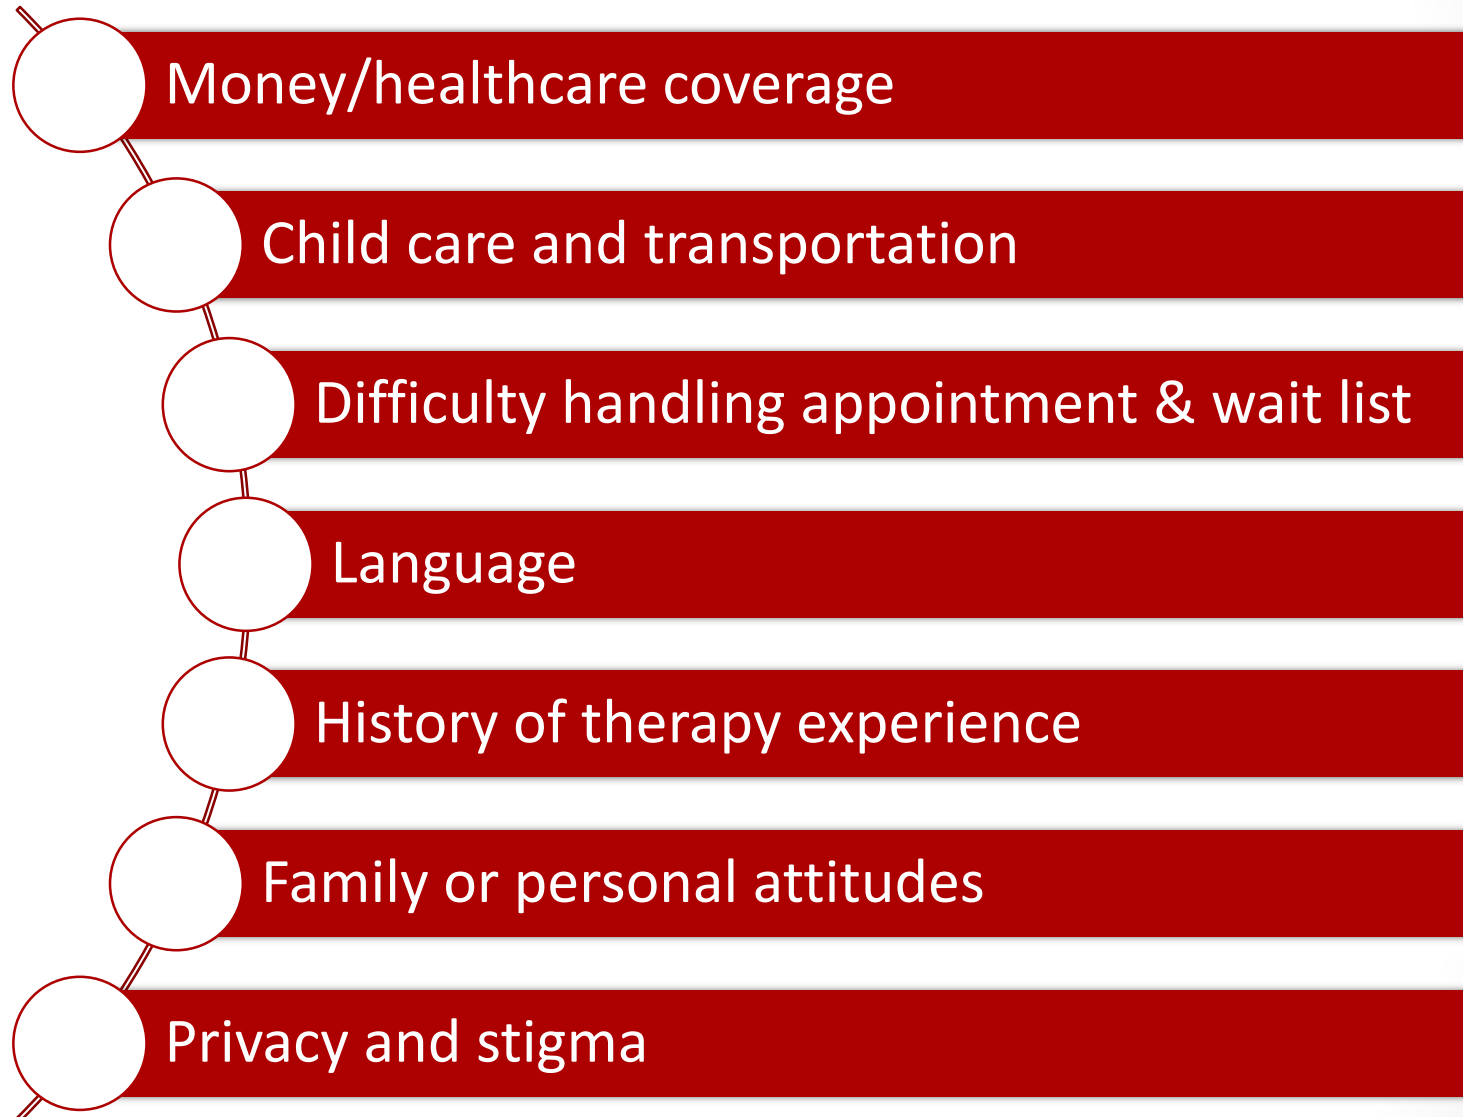 Money/healthcare coverage
Child care and transportation
Difficulty handling appointment & wait list
Language
History of therapy experience
Family or personal attitudes
Privacy and stigma